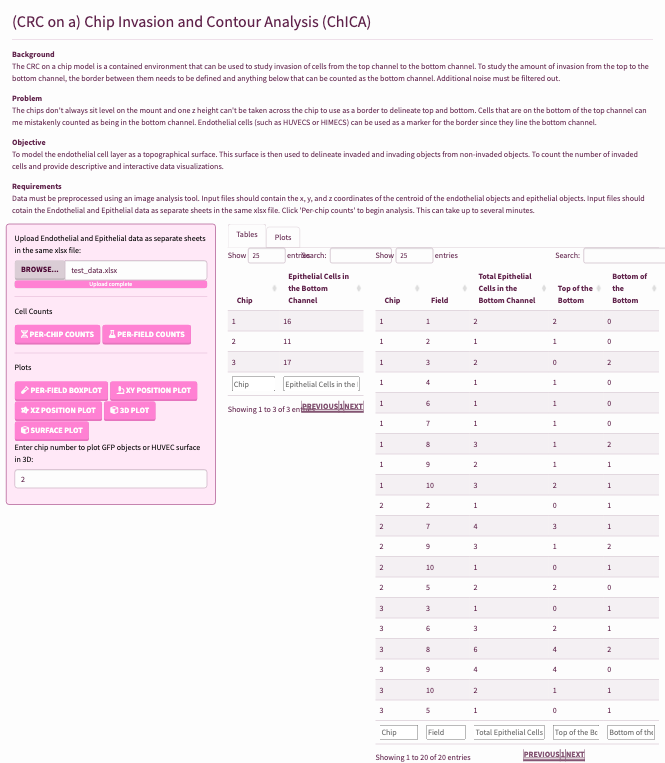 (CRC on a) Chip Invasion and Contour Analysis (ChICA)
Background
The CRC on a chip model is a contained environment that can be used to study invasion of cells from the top channel to the bottom channel. To study the amount of invasion from the top to the
bottom channel, the border between them needs to be defined and anything below that can be counted as the bottom channel. Additional noise must be filtered out.
Problem
The chips don't always sit level on the mount and one z height can't be taken across the chip to use as a border to delineate top and bottom. Cells that are on the bottom of the top channel can
me mistakenly counted as being in the bottom channel. Endothelial cells (such as HUVECS or HIMECS) can be used as a marker for the border since they line the bottom channel.
Objective
To model the endothelial cell layer as a topographical surface. This surface is then used to delineate invaded and invading objects from non-invaded objects. To count the number of invaded
cells and provide descriptive and interactive data visualizations.
Requirements
Data must be preprocessed using an image analysis tool. Input files should contain the x, y, and z coordinates of the centroid of the endothelial objects and epithelial objects. Input files should
cotain the Endothelial and Epithelial data as separate sheets in the same xlsx file. Click 'Per-chip counts' to begin analysis. This can take up to several minutes.
Upload Endothelial and Epithelial data as separate sheets
in the same xlsx file:
BROWSE... test_data.xlsx
Upload complete
Cell Counts
PER-CHIP COUNTS PER-FIELD COUNTS
Plots
PER-FIELD BOXPLOT XY POSITION PLOT
XZ POSITION PLOT 3D PLOT
SURFACE PLOT
Enter chip number to plot GFP objects or HUVEC surface
in 3D:
2
Tables Plots
Show 25 entries Search:
Chip Epithelial Cells in the Bottom Channel
1 16
2 11
3 17
Chip Epithelial Cells in the
Showing 1 to 3 of 3 entries PREVIOUS 1 NEXT
Show 25 entries Search:
Chip Field Total Epithelial Cells in the Bottom Channel Top of the Bottom Bottom of the Bottom
1 1 2 2 0
1 2 1 1 0
1 3 2 0 2
1 4 1 1 0
1 6 1 1 0
1 7 1 1 0
1 8 3 1 2
1 9 2 1 1
1 10 3 2 1
2 2 1 0 1
2 7 4 3 1
2 9 3 1 2
2 10 1 0 1
2 5 2 2 0
3 3 1 0 1
3 6 3 2 1
3 8 6 4 2
3 9 4 4 0
3 10 2 1 1
3 5 1 0 1
Chip Field Total Epithelial Cells Top of the Bo Bottom of the
Showing 1 to 20 of 20 entries PREVIOUS 1 NEXT